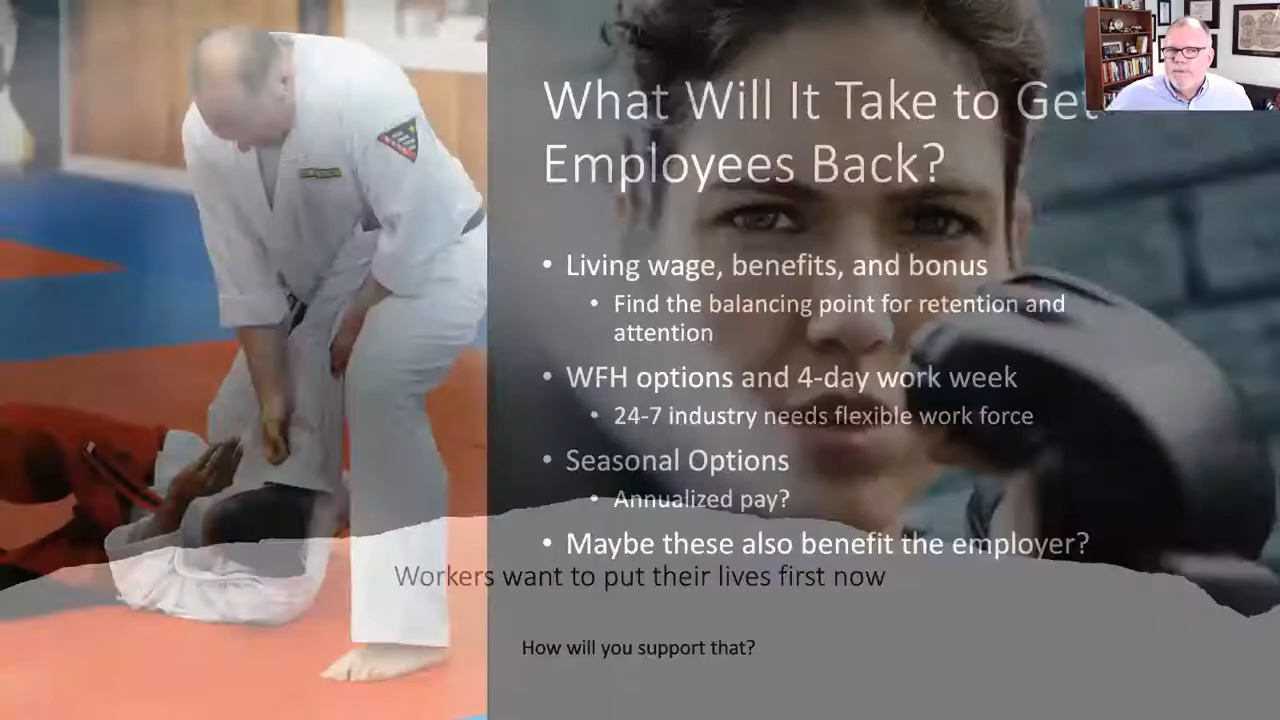 What Will It Take to Get
Employees Back?
• Living wage, benefits, and bonus
• Find the balancing point for retention and
attention
• WFH options and 4-day work week
• 24-7 industry needs flexible work force
• Seasonal Options
• Annualized pay?
• Maybe these also benefit the employer?
Workers want to put their lives first now
How will you support that?